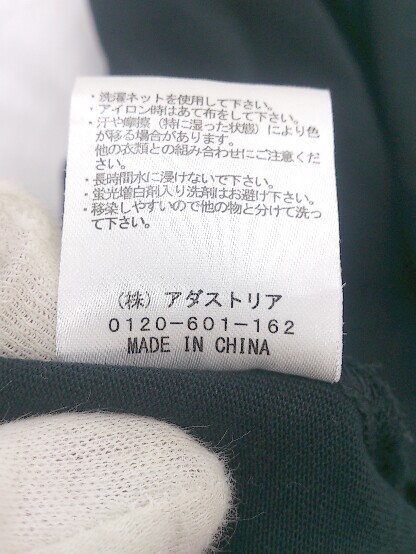 ・洗濯ネットを使用して下さい。
・アイロン時はあて布をして下さい。
・汗や摩擦（特に湿った状態）により色
が移る場合があります。
他の衣類との組み合わせにご注意くだ
さい。
・長時間水に浸けないで下さい。
・蛍光増白剤入り洗剤はお避け下さい。
・移染しやすいので他の物と分けて洗っ
て下さい。
（株）アダストリア
0120-601-162
MADE IN CHINA